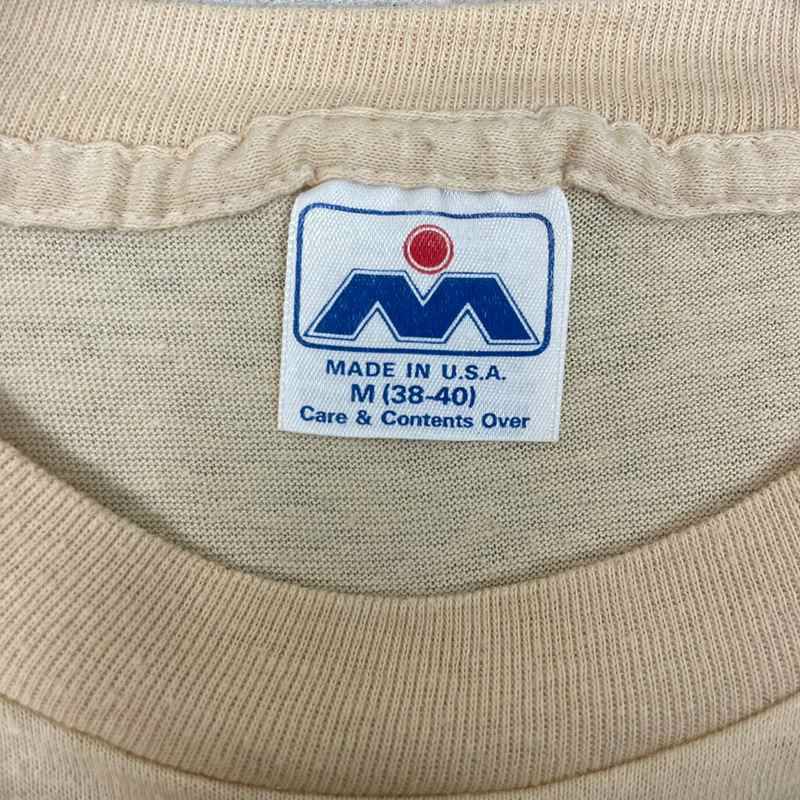 MADE IN U.S.A.
M (38-40)
Care & Contents Over